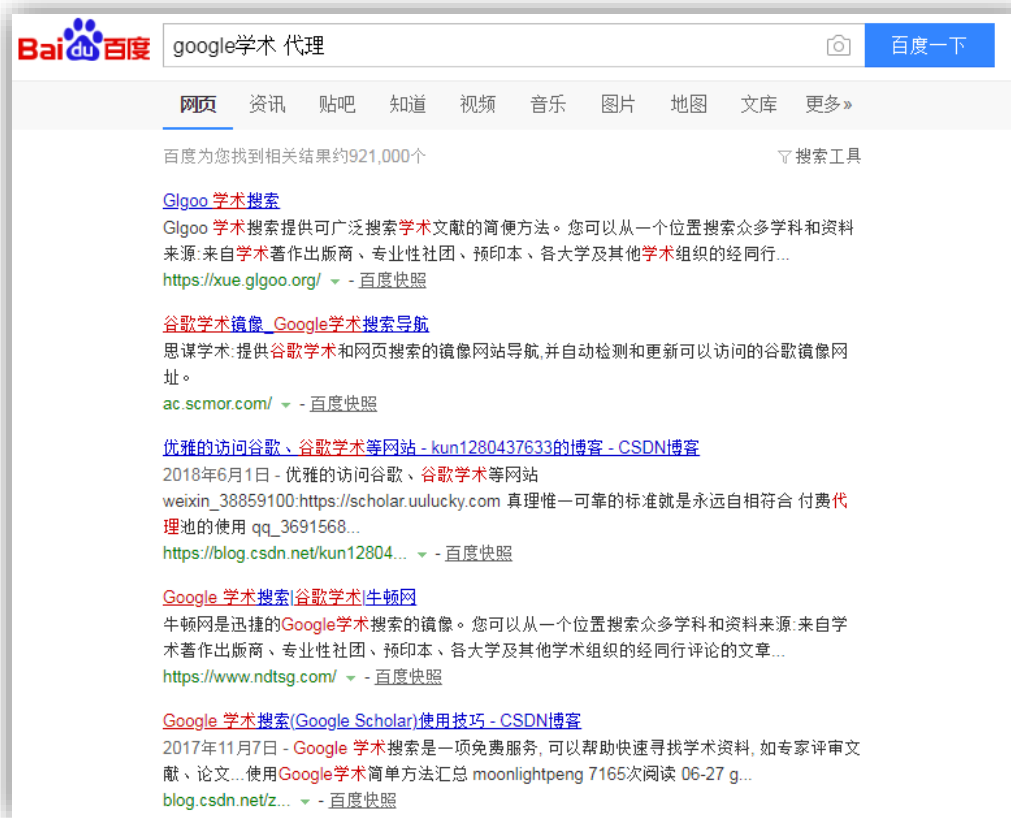 Bai du 百度
google学术 代理
百度一下
网页 资讯 贴吧 知道 视频 音乐 图片 地图 文库 更多»
百度为您找到相关结果约921,000个
搜索工具
Glgoo 学术搜索
Glgoo 学术搜索提供可广泛搜索学术文献的简便方法。您可以从一个位置搜索众多学科和资料
来源:来自学术著作出版商、专业性社团、预印本、各大学及其他学术组织的经同行...
https://xue.glgoo.org/ - 百度快照
谷歌学术镜像_Google学术搜索导航
思谋学术:提供谷歌学术和网页搜索的镜像网站导航,并自动检测和更新可以访问的谷歌镜像网
址。
ac.scmor.com/ - 百度快照
优雅的访问谷歌、谷歌学术等网站 - kun1280437633的博客 - CSDN博客
2018年6月1日 - 优雅的访问谷歌、谷歌学术等网站
weixin_38859100:https://scholar.uulucky.com 真理惟一可靠的标准就是永远自相符合 付费代
理池的使用 qq_3691568...
https://blog.csdn.net/kun12804... - 百度快照
Google 学术搜索|谷歌学术|牛顿网
牛顿网是迅捷的Google学术搜索的镜像。您可以从一个位置搜索众多学科和资料来源:来自学
术著作出版商、专业性社团、预印本、各大学及其他学术组织的经同行评论的文章...
https://www.ndtsg.com/ - 百度快照
Google 学术搜索(Google Scholar)使用技巧 - CSDN博客
2017年11月7日 - Google 学术搜索是一项免费服务, 可以帮助快速寻找学术资料, 如专家评审文
献、论文...使用Google学术简单方法汇总 moonlightpeng 7165次阅读 06-27 g...
blog.csdn.net/z... - 百度快照